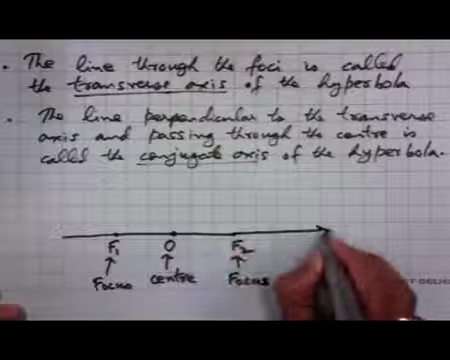 • The line through the foci is called
the transverse axis of the hyperbola
• The line perpendicular to the transverse
axis and passing through the centre is
called the conjugate axis of the hyperbola.
F1 O F2
Focus centre Focus